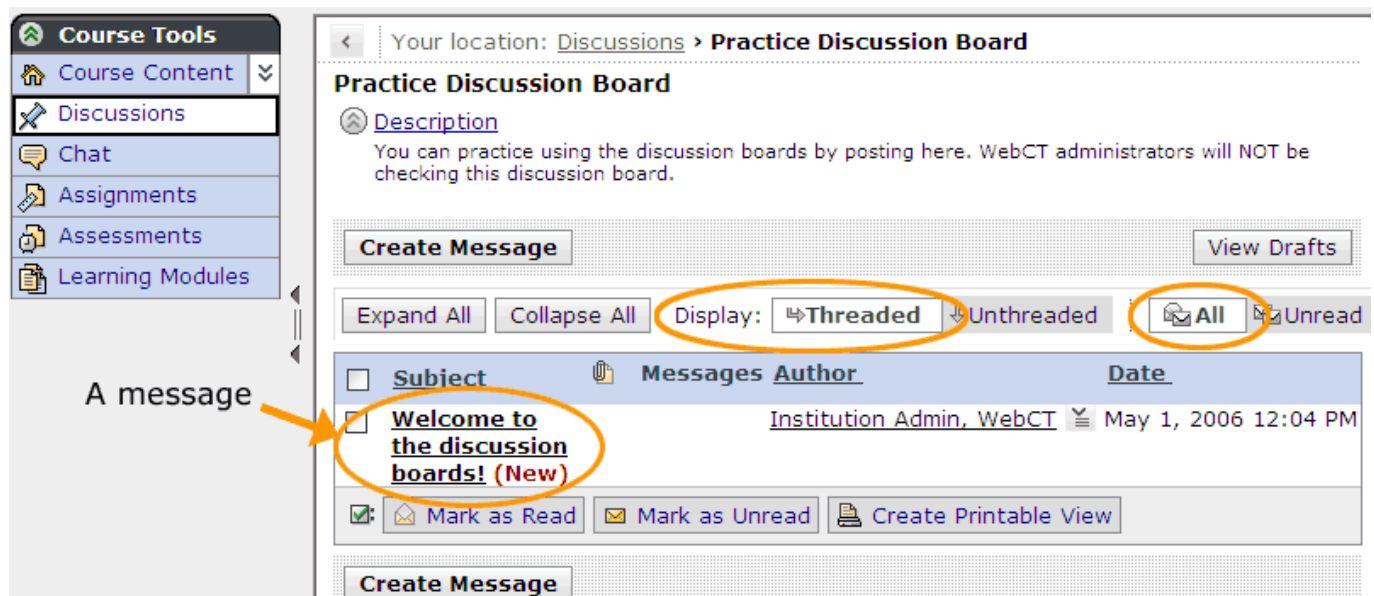 Course Tools
Course Content
Discussions
Chat
Assignments
Assessments
Learning Modules
A message
Your location: Discussions › Practice Discussion Board
Practice Discussion Board
Description
You can practice using the discussion boards by posting here. WebCT administrators will NOT be
checking this discussion board.
Create Message View Drafts
Expand All Collapse All Display: Threaded Unthreaded All Unread
Subject Messages Author Date
Welcome to Institution Admin, WebCT May 1, 2006 12:04 PM
the discussion
boards! (New)
Mark as Read Mark as Unread Create Printable View
Create Message